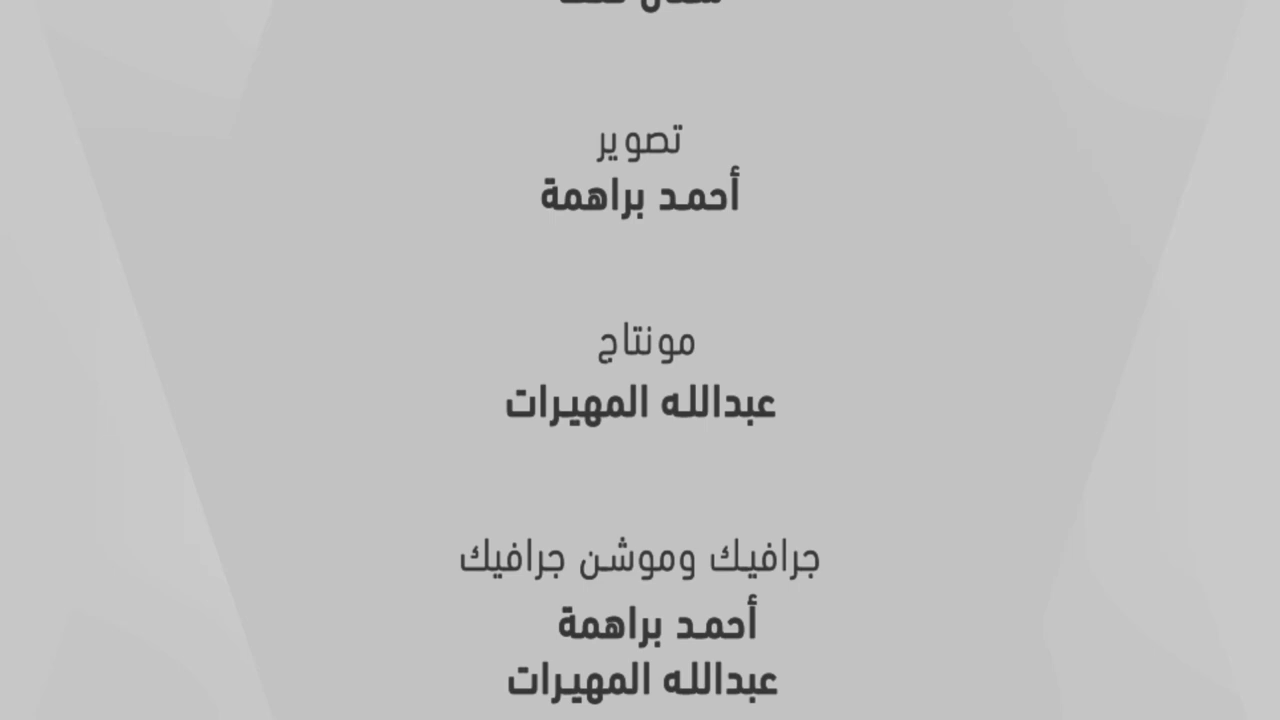 تصوير
أحمد براهمة
مونتاج
عبدالله المهيرات
جرافيك وموشن جرافيك
أحمد براهمة
عبدالله المهيرات